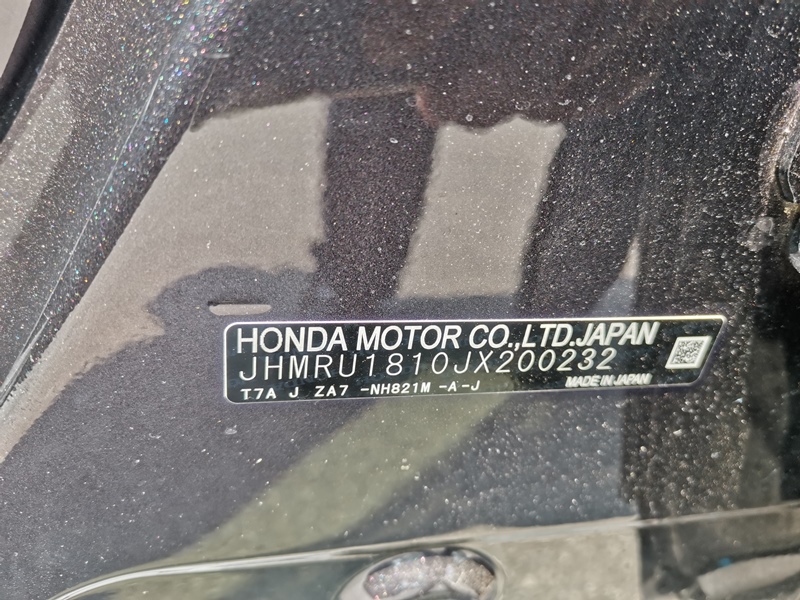 HONDA MOTOR CO.,LTD.JAPAN
JHMRU1810JX200232
T7A J ZA7 -NH821M -A-J
MADE IN JAPAN